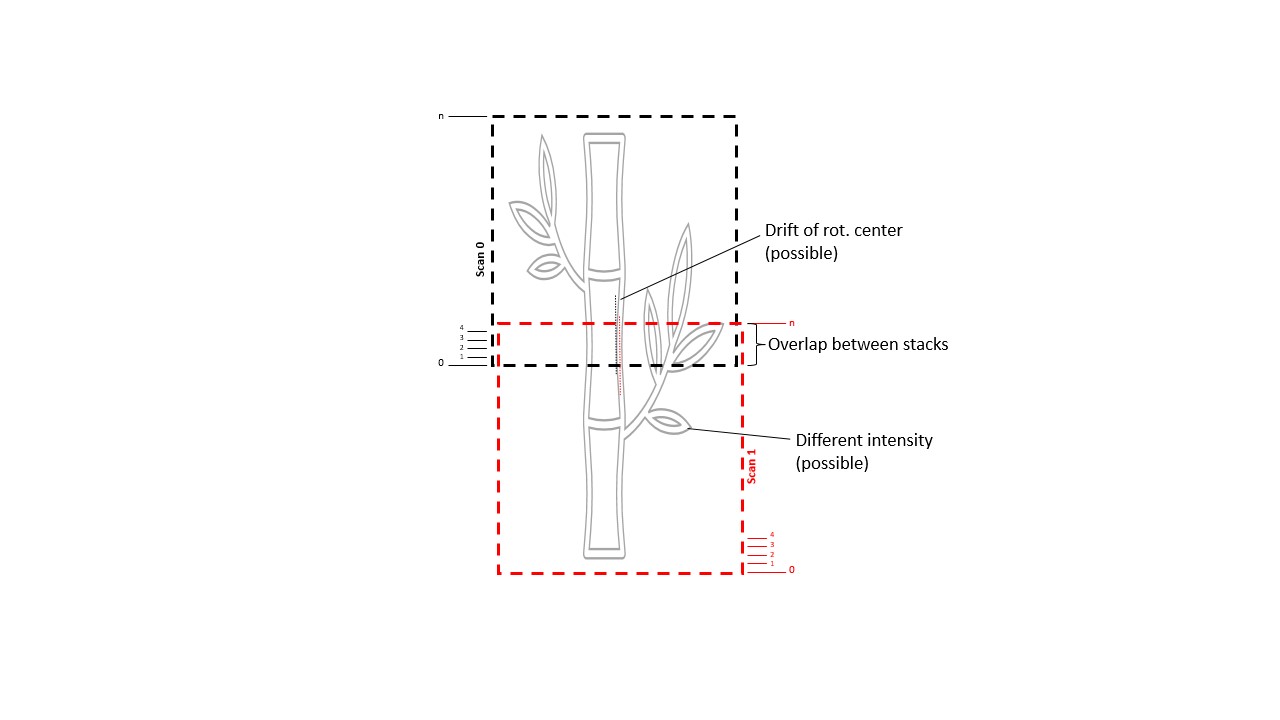 n
Scan 0
Drift of rot. center
(possible)
4
3
2
1
0
n
Overlap between stacks
Different intensity
(possible)
Scan 1
4
3
2
1
0